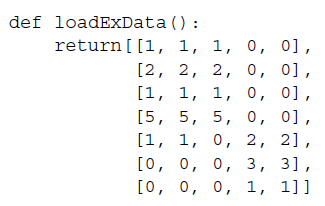 def loadExData():
    return[[1, 1, 1, 0, 0],
           [2, 2, 2, 0, 0],
           [1, 1, 1, 0, 0],
           [5, 5, 5, 0, 0],
           [1, 1, 0, 2, 2],
           [0, 0, 0, 3, 3],
           [0, 0, 0, 1, 1]]